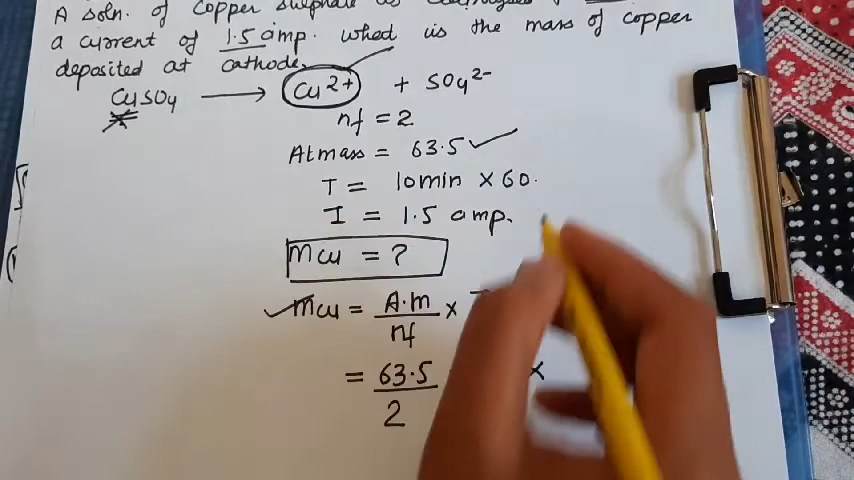 A soln. of Copper Sulphate is
a current of 1.5 amp. what is the mass of copper
deposited at cathode.
CuSO4 → Cu2+ + SO42-
nf = 2
At mass = 63.5
T = 10 min × 60.
I = 1.5 amp.
mcu = ?
mcu = A.m/nf ×
= 63.5/2 ×